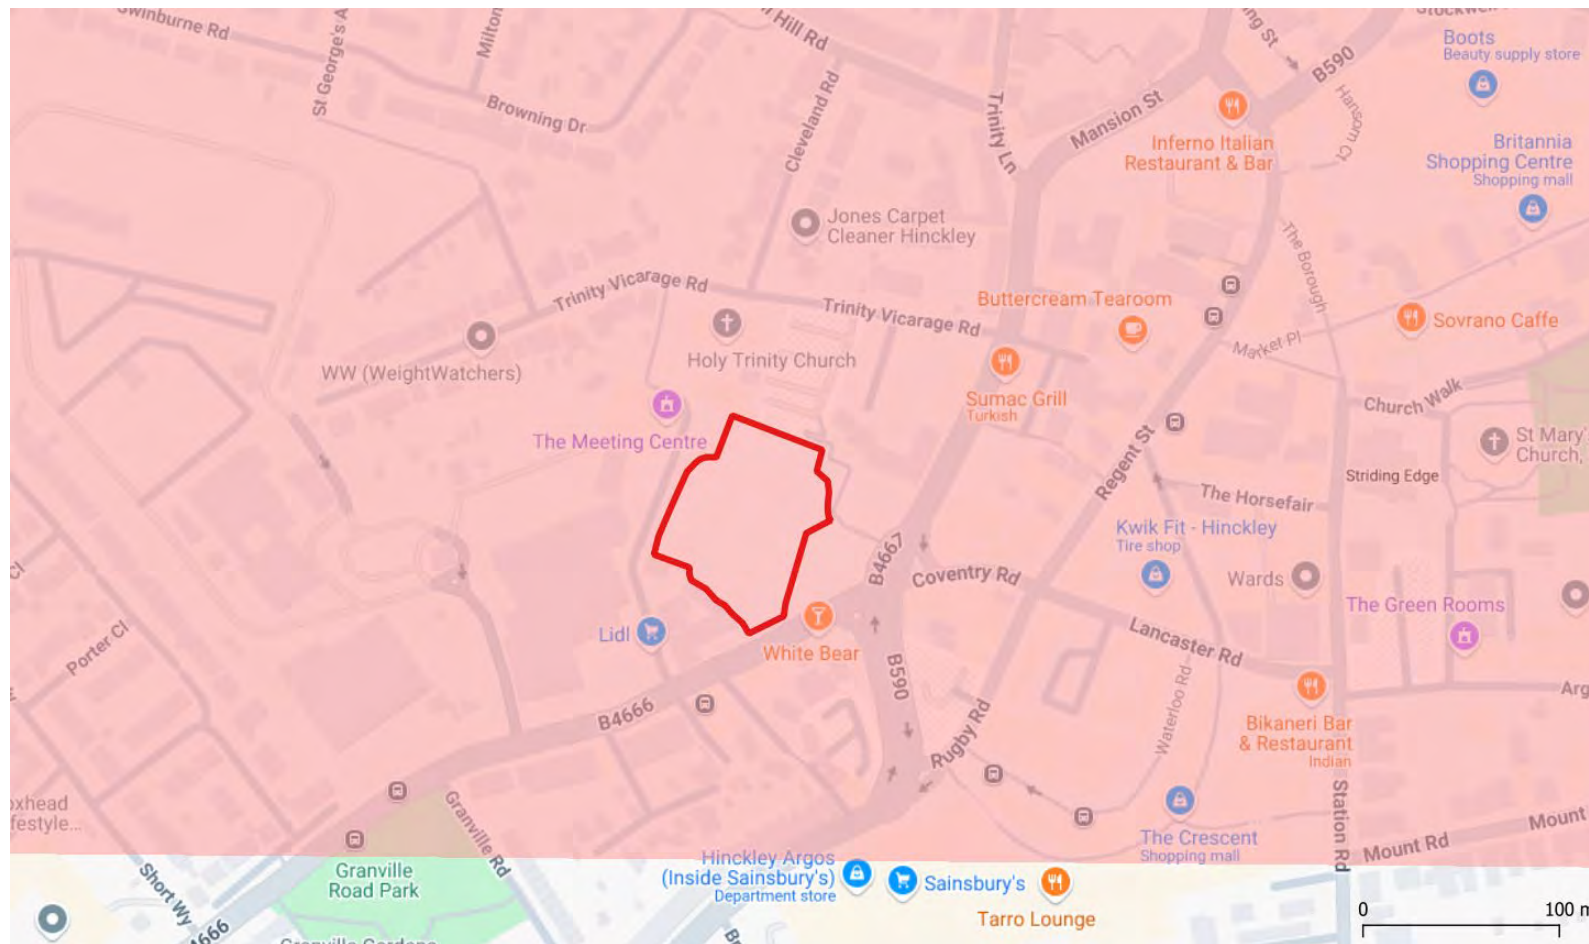 Swinburne Rd
St George's A
Milton
Browning Dr
Hill Rd
Cleveland Rd
Trinity Ln
Mansion St
B590
Hansom Ct
Boots
Beauty supply store
Inferno Italian
Restaurant & Bar
Britannia
Shopping Centre
Shopping mall
Jones Carpet
Cleaner Hinckley
The Borough
Trinity Vicarage Rd
Trinity Vicarage Rd
Buttercream Tearoom
Sovrano Caffe
Market Pl
WW (WeightWatchers)
Holy Trinity Church
Sumac Grill
Turkish
Church Walk
The Meeting Centre
Regent St
St Mary'
Church,
Striding Edge
The Horsefair
Kwik Fit - Hinckley
Tire shop
B4667
Coventry Rd
Wards
The Green Rooms
Cl
Porter Cl
Lidl
White Bear
Lancaster Rd
B590
Waterloo Rd
Arg
B4666
Rugby Rd
Bikaneri Bar
& Restaurant
Indian
oxhead
festyle...
Granville Rd
The Crescent
Shopping mall
Station Rd
Mount Rd
Mount
Short Wy
Granville
Road Park
Hinckley Argos
(Inside Sainsbury's)
Department store
Sainsbury's
Tarro Lounge
4666
0 100 m